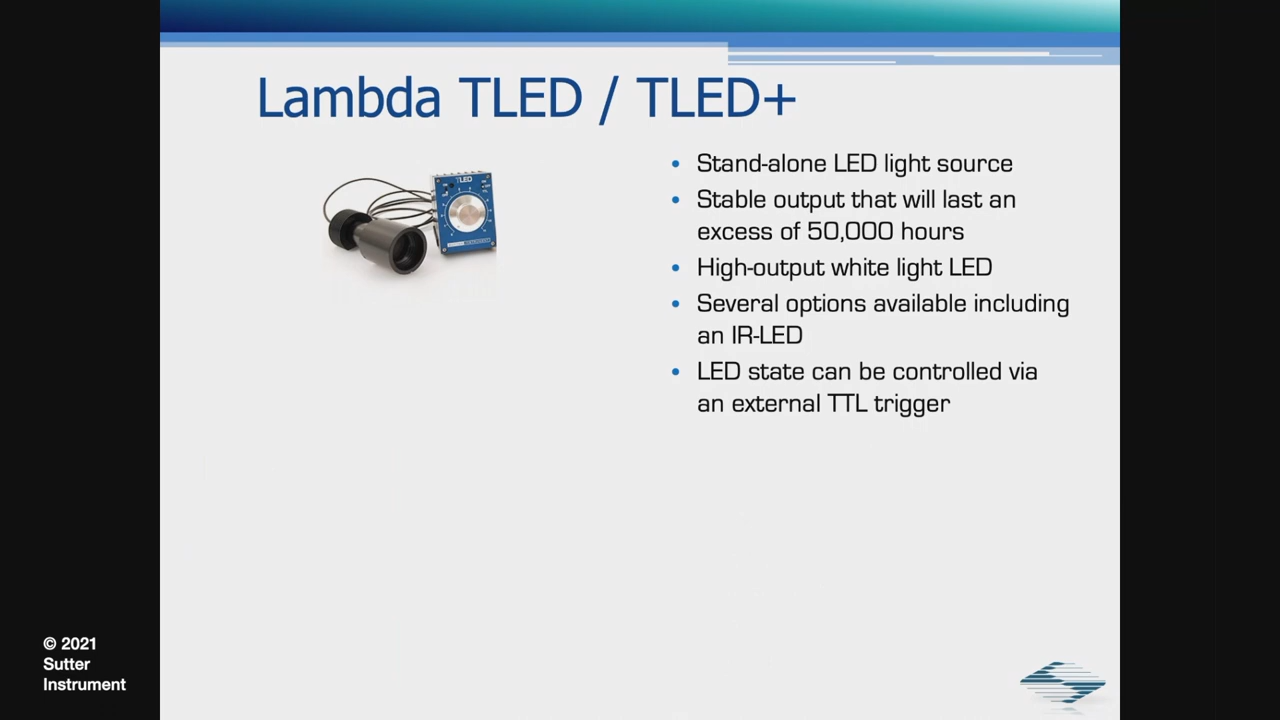 Lambda TLED / TLED+
TLED
• Stand-alone LED light source
• Stable output that will last an
excess of 50,000 hours
• High-output white light LED
• Several options available including
an IR-LED
• LED state can be controlled via
an external TTL trigger
© 2021
Sutter
Instrument